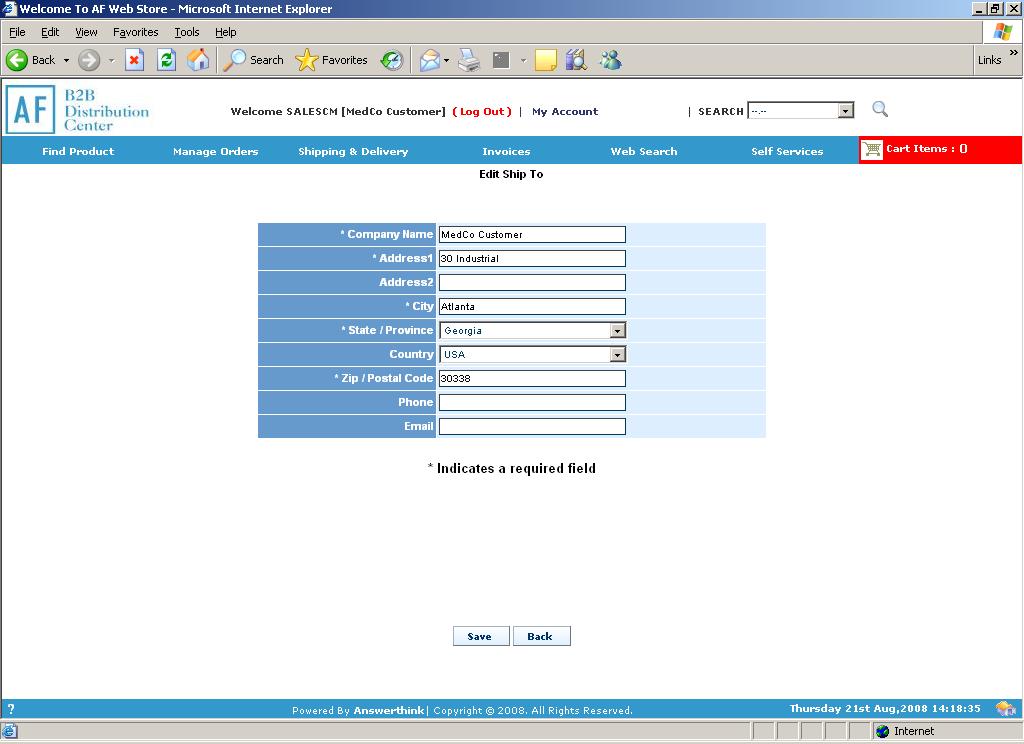 Welcome To AF Web Store - Microsoft Internet Explorer
File Edit View Favorites Tools Help
Back Search Favorites Links »
AF B2B Distribution Center
Welcome SALESCM [MedCo Customer] ( Log Out ) | My Account | SEARCH --.--
Find Product Manage Orders Shipping & Delivery Invoices Web Search Self Services Cart Items : 0
Edit Ship To
* Company Name MedCo Customer
* Address1 30 Industrial
Address2
* City Atlanta
* State / Province Georgia
Country USA
* Zip / Postal Code 30338
Phone
Email
* Indicates a required field
Save Back
? Powered By Answerthink | Copyright © 2008. All Rights Reserved. Thursday 21st Aug,2008 14:18:35
Internet